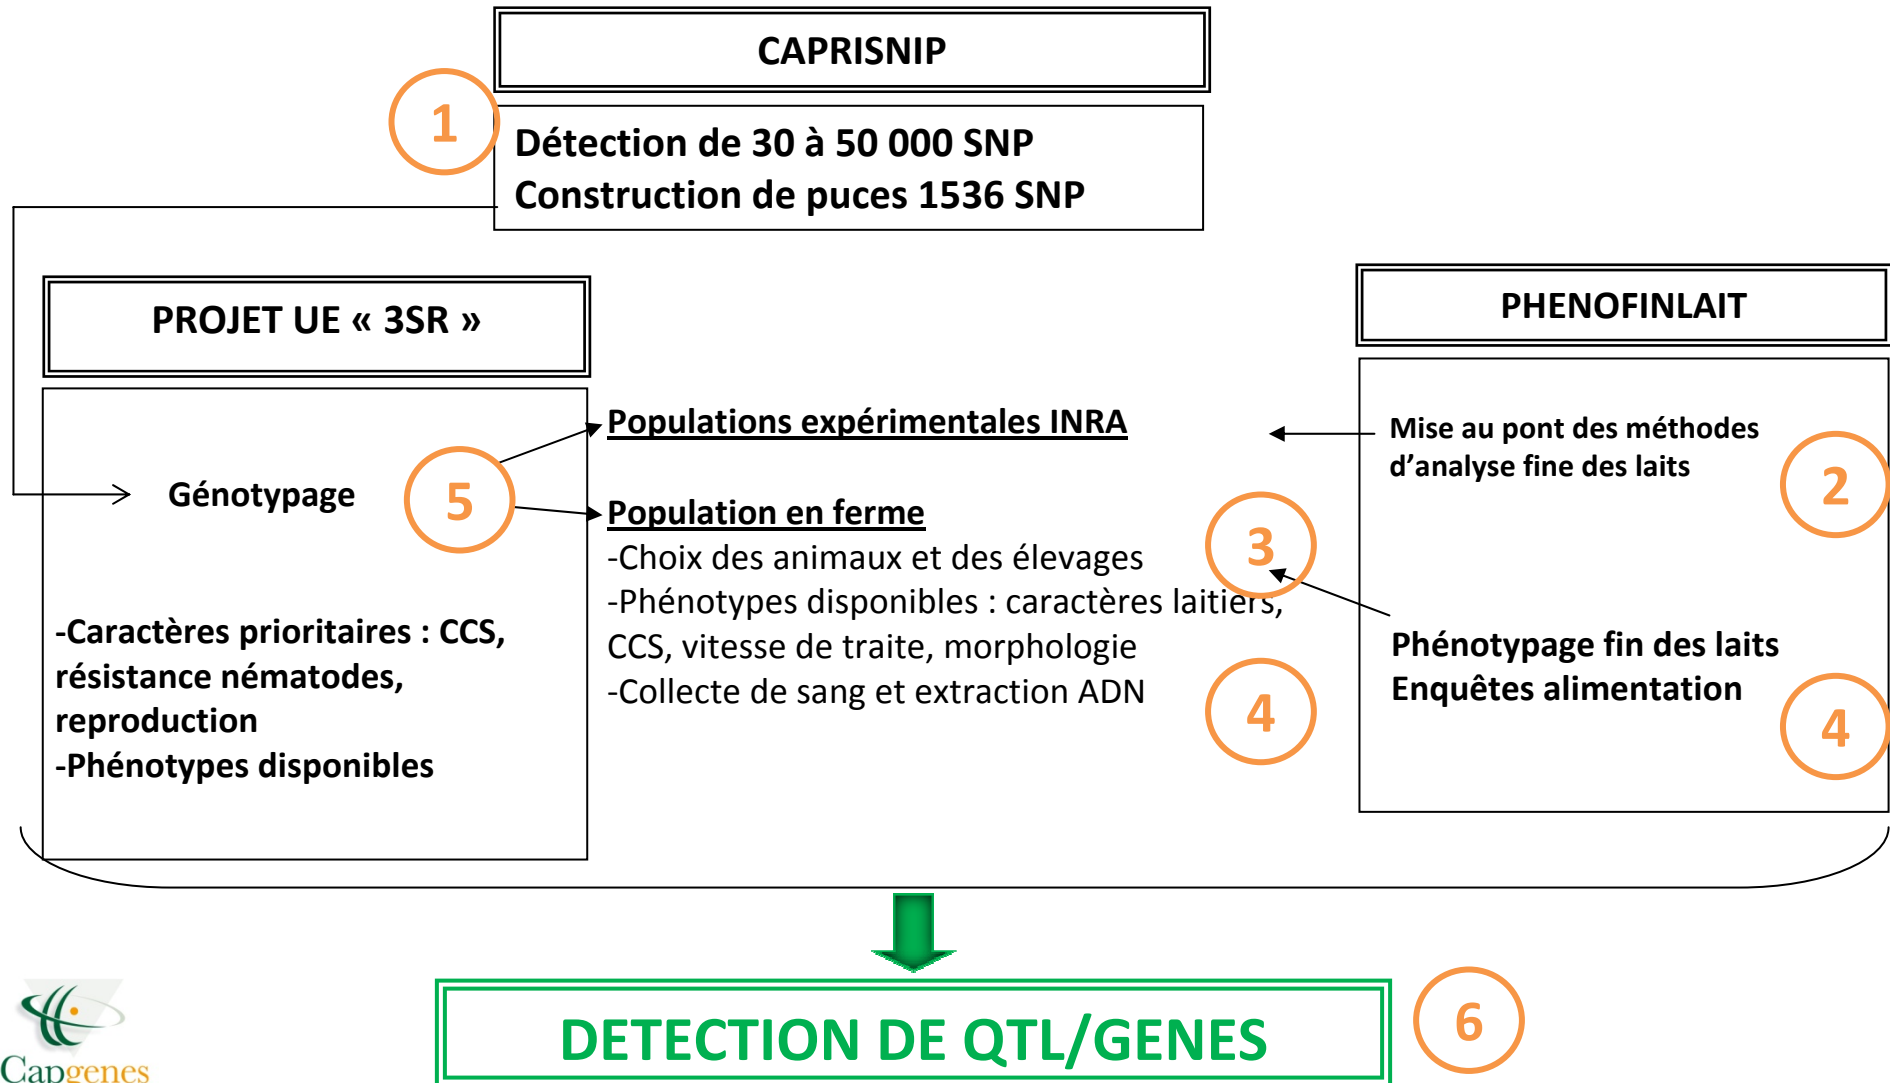 CAPRISNIP
1
Détection de 30 à 50 000 SNP
Construction de puces 1536 SNP
PROJET UE « 3SR »
Génotypage
5
-Caractères prioritaires : CCS,
résistance nématodes,
reproduction
-Phénotypes disponibles
Populations expérimentales INRA
Population en ferme
-Choix des animaux et des élevages
-Phénotypes disponibles : caractères laitiers,
CCS, vitesse de traite, morphologie
-Collecte de sang et extraction ADN
3
4
PHENOFINLAIT
Mise au pont des méthodes
d’analyse fine des laits
2
Phénotypage fin des laits
Enquêtes alimentation
4
DETECTION DE QTL/GENES
6
Capgenes